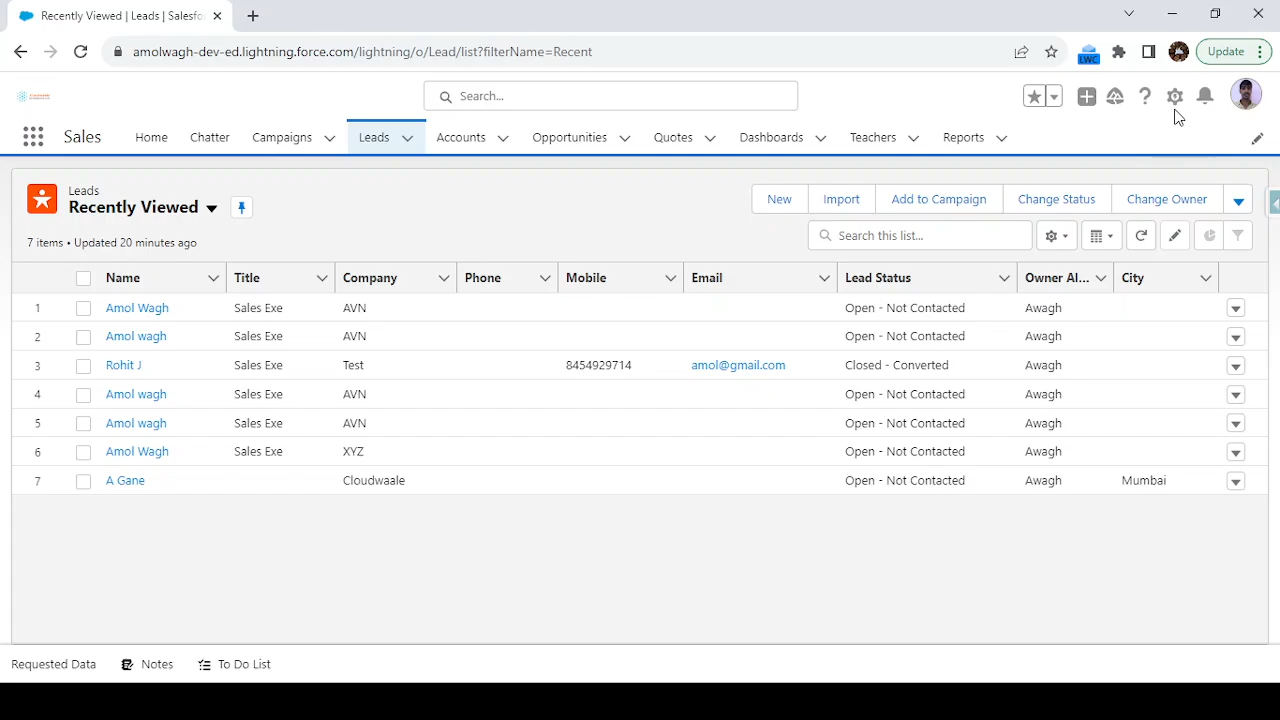 Recently Viewed | Leads | Salesfo
amolwagh-dev-ed.lightning.force.com/lightning/o/Lead/list?filterName=Recent
LWC
Update
Search...
Sales Home Chatter Campaigns Leads Accounts Opportunities Quotes Dashboards Teachers Reports
Leads
Recently Viewed
New Import Add to Campaign Change Status Change Owner
7 items • Updated 20 minutes ago
Search this list...
Name Title Company Phone Mobile Email Lead Status Owner Al... City
1 Amol Wagh Sales Exe AVN Open - Not Contacted Awagh
2 Amol wagh Sales Exe AVN Open - Not Contacted Awagh
3 Rohit J Sales Exe Test 8454929714 amol@gmail.com Closed - Converted Awagh
4 Amol wagh Sales Exe AVN Open - Not Contacted Awagh
5 Amol wagh Sales Exe AVN Open - Not Contacted Awagh
6 Amol Wagh Sales Exe XYZ Open - Not Contacted Awagh
7 A Gane Cloudwaale Open - Not Contacted Awagh Mumbai
Requested Data Notes To Do List